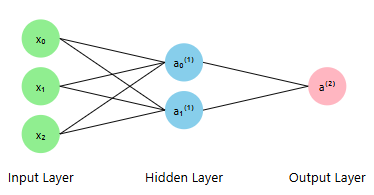 x₀
x₁
x₂
a₀⁽¹⁾
a₁⁽¹⁾
a⁽²⁾
Input Layer
Hidden Layer
Output Layer